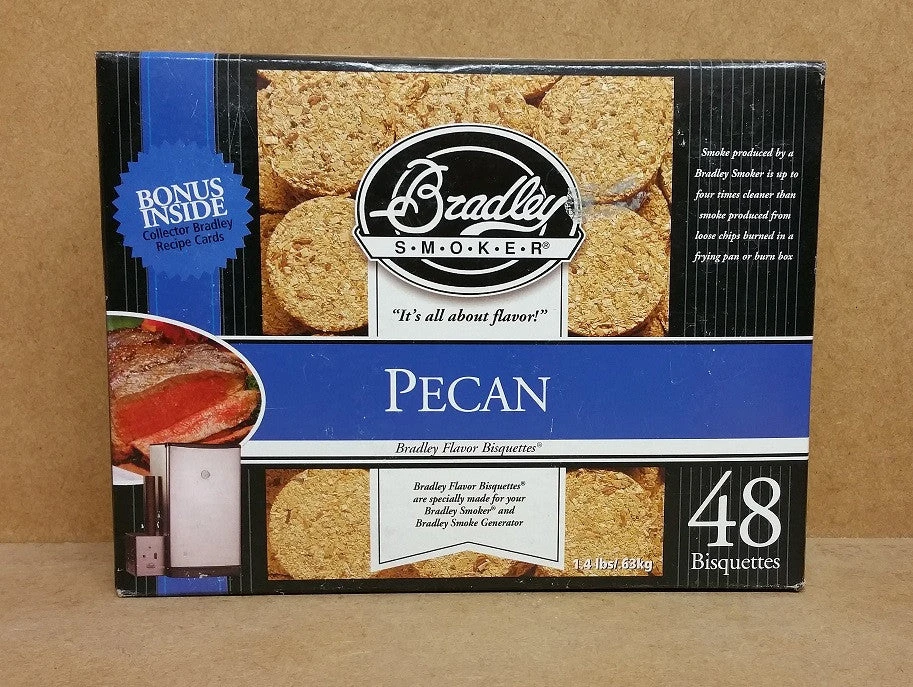 BONUS
INSIDE
Collector Bradley
Recipe Cards
Bradley
S•M•O•K•E•R®
"It's all about flavor!"
Smoke produced by a
Bradley Smoker is up to
four times cleaner than
smoke produced from
loose chips burned in a
frying pan or burn box
PECAN
Bradley Flavor Bisquettes®
Bradley Flavor Bisquettes®
are specially made for your
Bradley Smoker® and
Bradley Smoke Generator
1.4 lbs/.63kg
48
Bisquettes